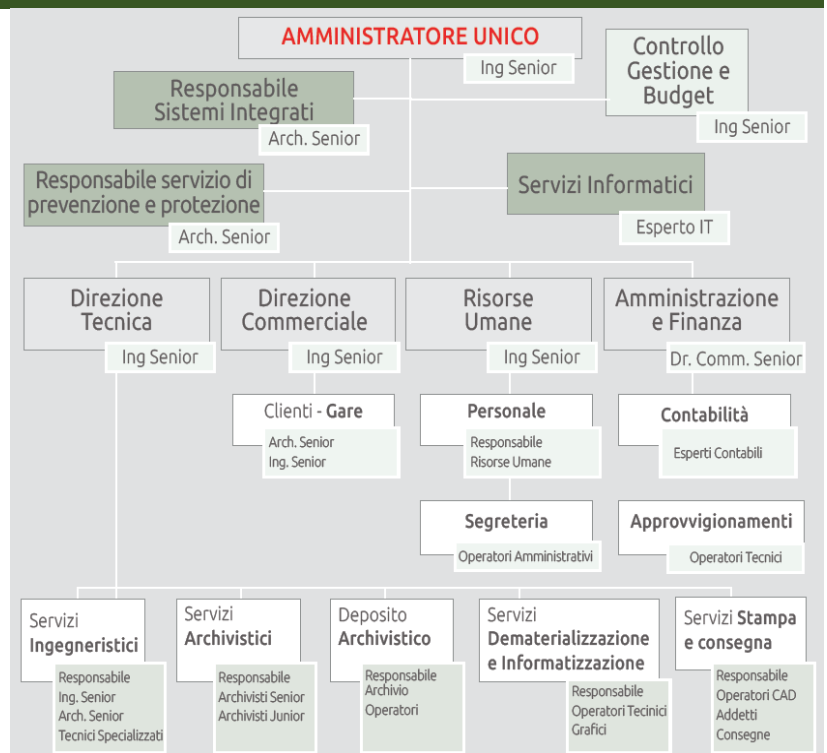 AMMINISTRATORE UNICO
Ing Senior
Controllo
Gestione e
Budget
Ing Senior
Responsabile
Sistemi Integrati
Arch. Senior
Responsabile servizio di
prevenzione e protezione
Arch. Senior
Servizi Informatici
Esperto IT
Direzione
Tecnica
Ing Senior
Direzione
Commerciale
Ing Senior
Risorse
Umane
Ing Senior
Amministrazione
e Finanza
Dr. Comm. Senior
Clienti - Gare
Arch. Senior
Ing. Senior
Personale
Responsabile
Risorse Umane
Contabilità
Esperti Contabili
Segreteria
Operatori Amministrativi
Approvvigionamenti
Operatori Tecnici
Servizi
Ingegneristici
Responsabile
Ing. Senior
Arch. Senior
Tecnici Specializzati
Servizi
Archivistici
Responsabile
Archivisti Senior
Archivisti Junior
Deposito
Archivistico
Responsabile
Archivio
Operatori
Servizi
Dematerializzazione
e Informatizzazione
Responsabile
Operatori Tecinici
Grafici
Servizi Stampa
e consegna
Responsabile
Operatori CAD
Addetti
Consegne